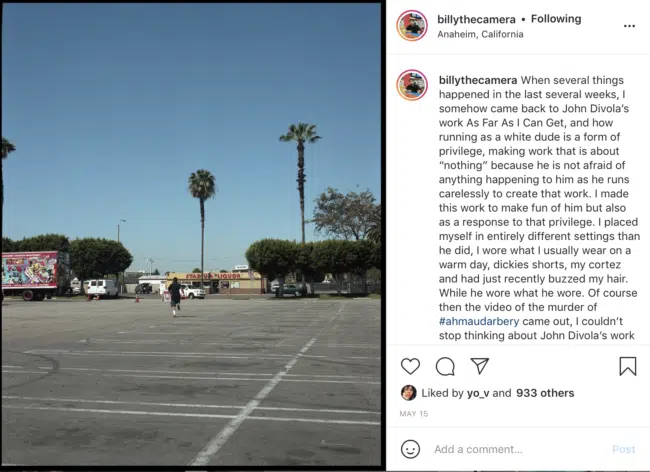 billythecamera • Following
Anaheim, California
billythecamera When several things
happened in the last several weeks, I
somehow came back to John Divola's
work As Far As I Can Get, and how
running as a white dude is a form of
privilege, making work that is about
"nothing" because he is not afraid of
anything happening to him as he runs
carelessly to create that work. I made
this work to make fun of him but also
as a response to that privilege. I placed
myself in entirely different settings than
he did, I wore what I usually wear on a
warm day, dickies shorts, my cortez
and had just recently buzzed my hair.
While he wore what he wore. Of course
then the video of the murder of
#ahmaudarbery came out, I couldn't
stop thinking about John Divola's work
STADIUM LIQUOR
Liked by yo_v and 933 others
MAY 15
Add a comment...
Post